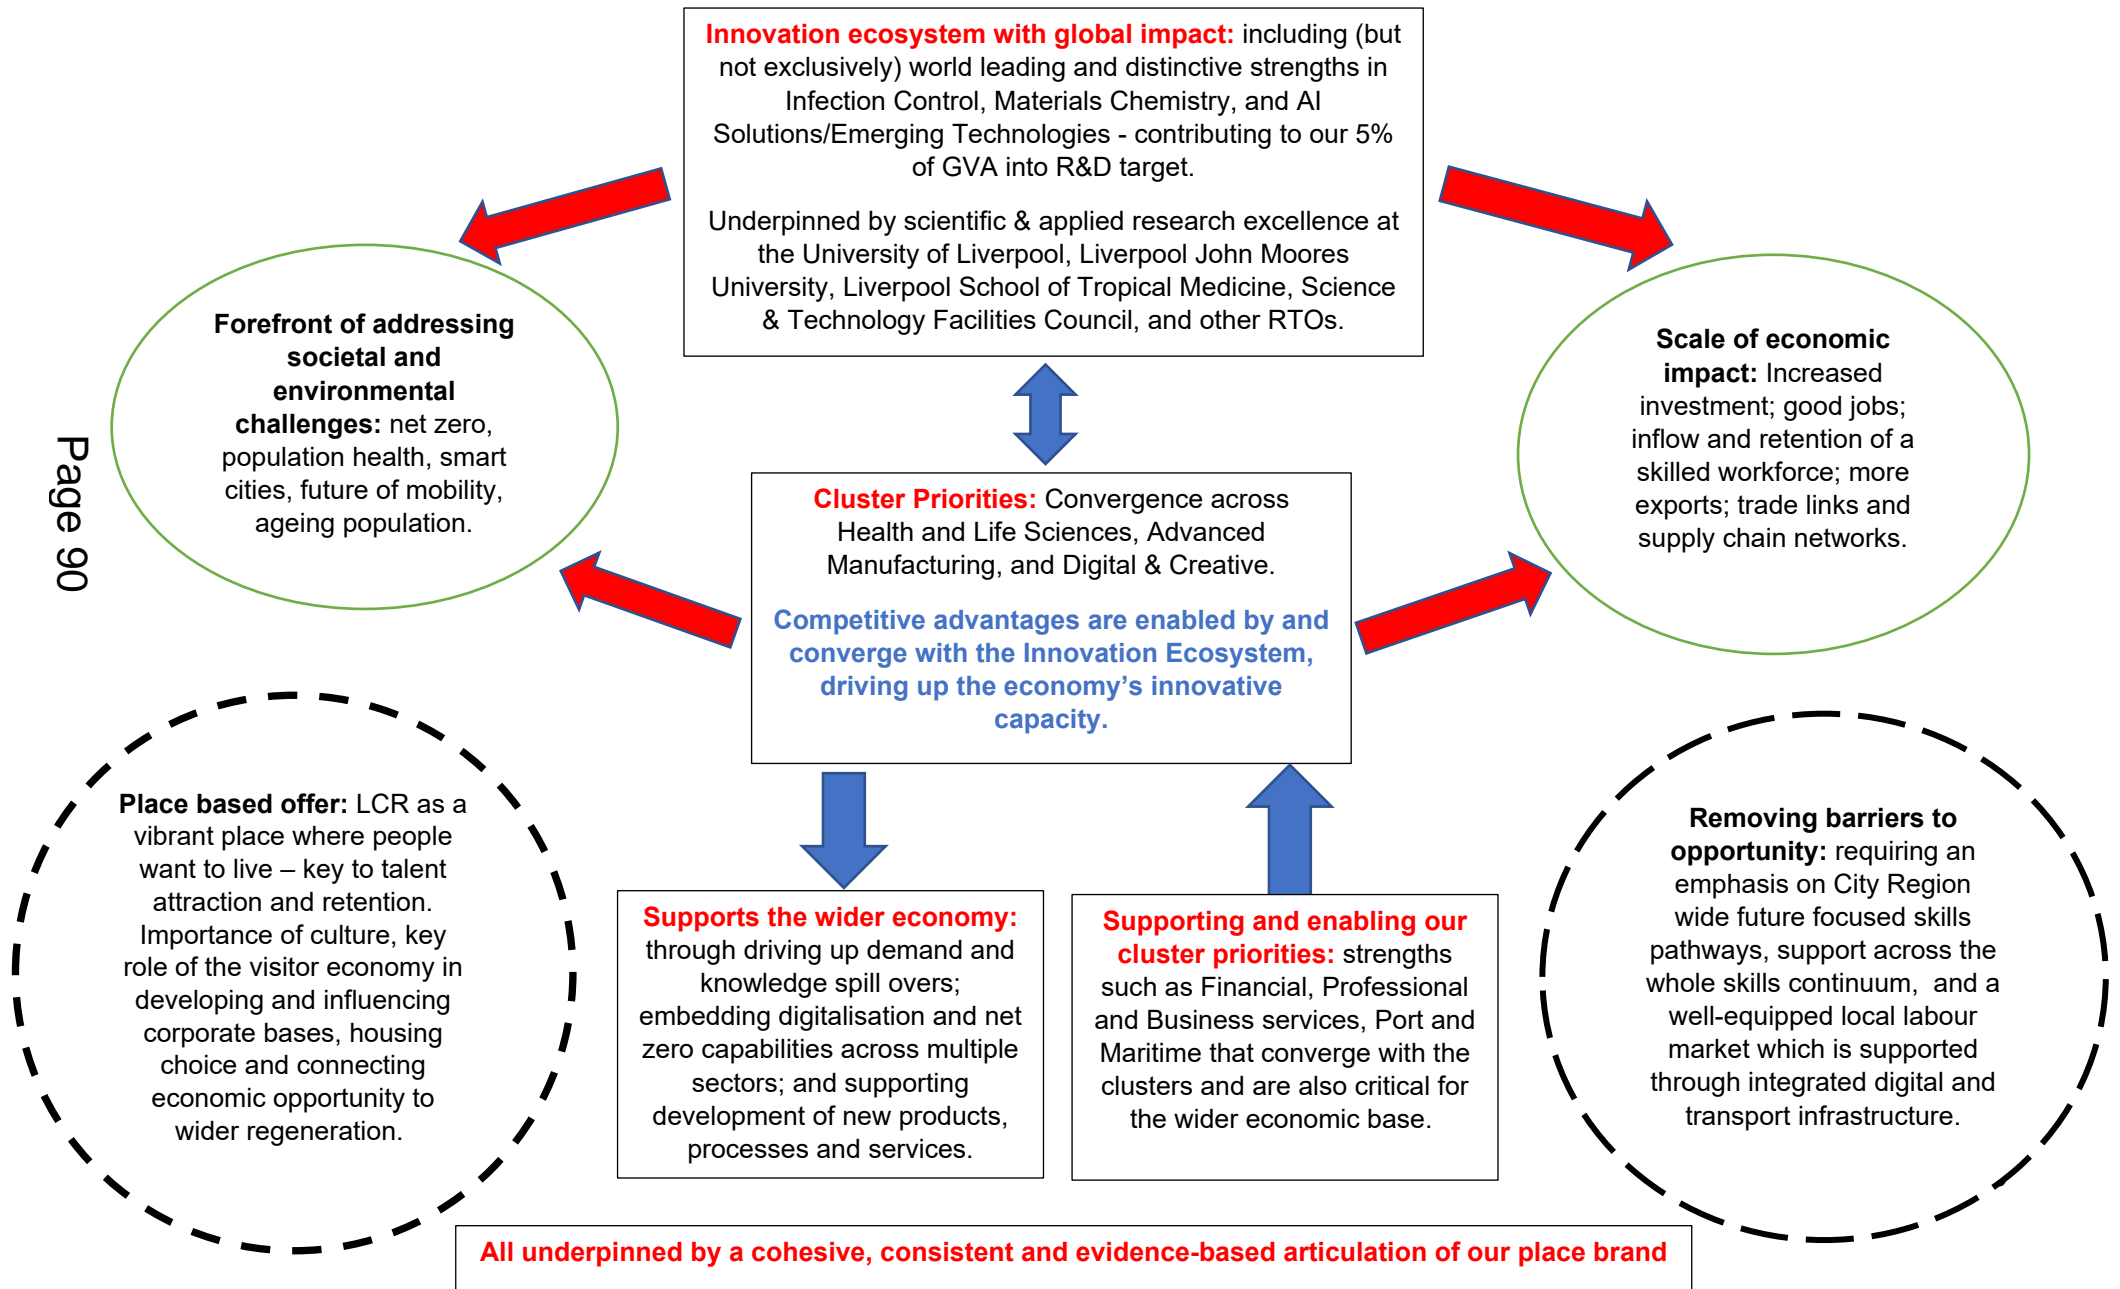 Innovation ecosystem with global impact: including (but
not exclusively) world leading and distinctive strengths in
Infection Control, Materials Chemistry, and AI
Solutions/Emerging Technologies - contributing to our 5%
of GVA into R&D target.
Underpinned by scientific & applied research excellence at
the University of Liverpool, Liverpool John Moores
University, Liverpool School of Tropical Medicine, Science
& Technology Facilities Council, and other RTOs.
Forefront of addressing
societal and
environmental
challenges: net zero,
population health, smart
cities, future of mobility,
ageing population.
Scale of economic
impact: Increased
investment; good jobs;
inflow and retention of a
skilled workforce; more
exports; trade links and
supply chain networks.
Page 90
Cluster Priorities: Convergence across
Health and Life Sciences, Advanced
Manufacturing, and Digital & Creative.
Competitive advantages are enabled by and
converge with the Innovation Ecosystem,
driving up the economy’s innovative
capacity.
Place based offer: LCR as a
vibrant place where people
want to live – key to talent
attraction and retention.
Importance of culture, key
role of the visitor economy in
developing and influencing
corporate bases, housing
choice and connecting
economic opportunity to
wider regeneration.
Supports the wider economy:
through driving up demand and
knowledge spill overs;
embedding digitalisation and net
zero capabilities across multiple
sectors; and supporting
development of new products,
processes and services.
Supporting and enabling our
cluster priorities: strengths
such as Financial, Professional
and Business services, Port and
Maritime that converge with the
clusters and are also critical for
the wider economic base.
Removing barriers to
opportunity: requiring an
emphasis on City Region
wide future focused skills
pathways, support across the
whole skills continuum, and a
well-equipped local labour
market which is supported
through integrated digital and
transport infrastructure.
All underpinned by a cohesive, consistent and evidence-based articulation of our place brand